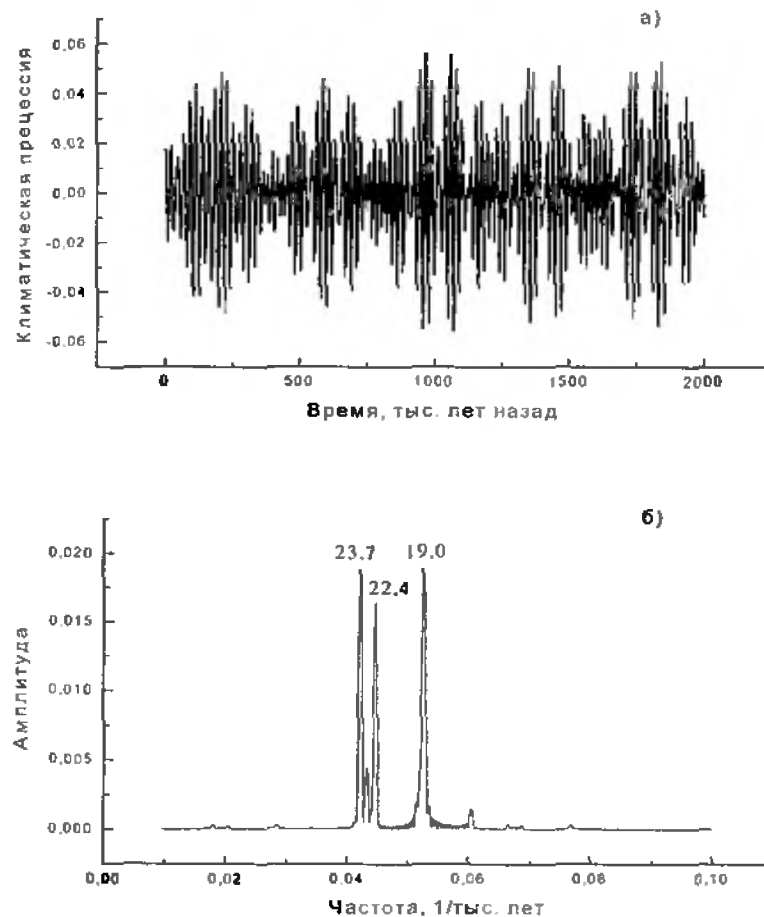 а)
0,06
0,04
0,02
0,00
-0,02
-0,04
-0,06
Климатическая прецессия
0 500 1000 1500 2000
Время, тыс. лет назад
б)
23.7 19.0
22.4
0,020
0,015
0,010
0,005
0,000
Амплитуда
0,00 0,02 0,04 0,06 0,08 0,10
Частота, 1/тыс. лет